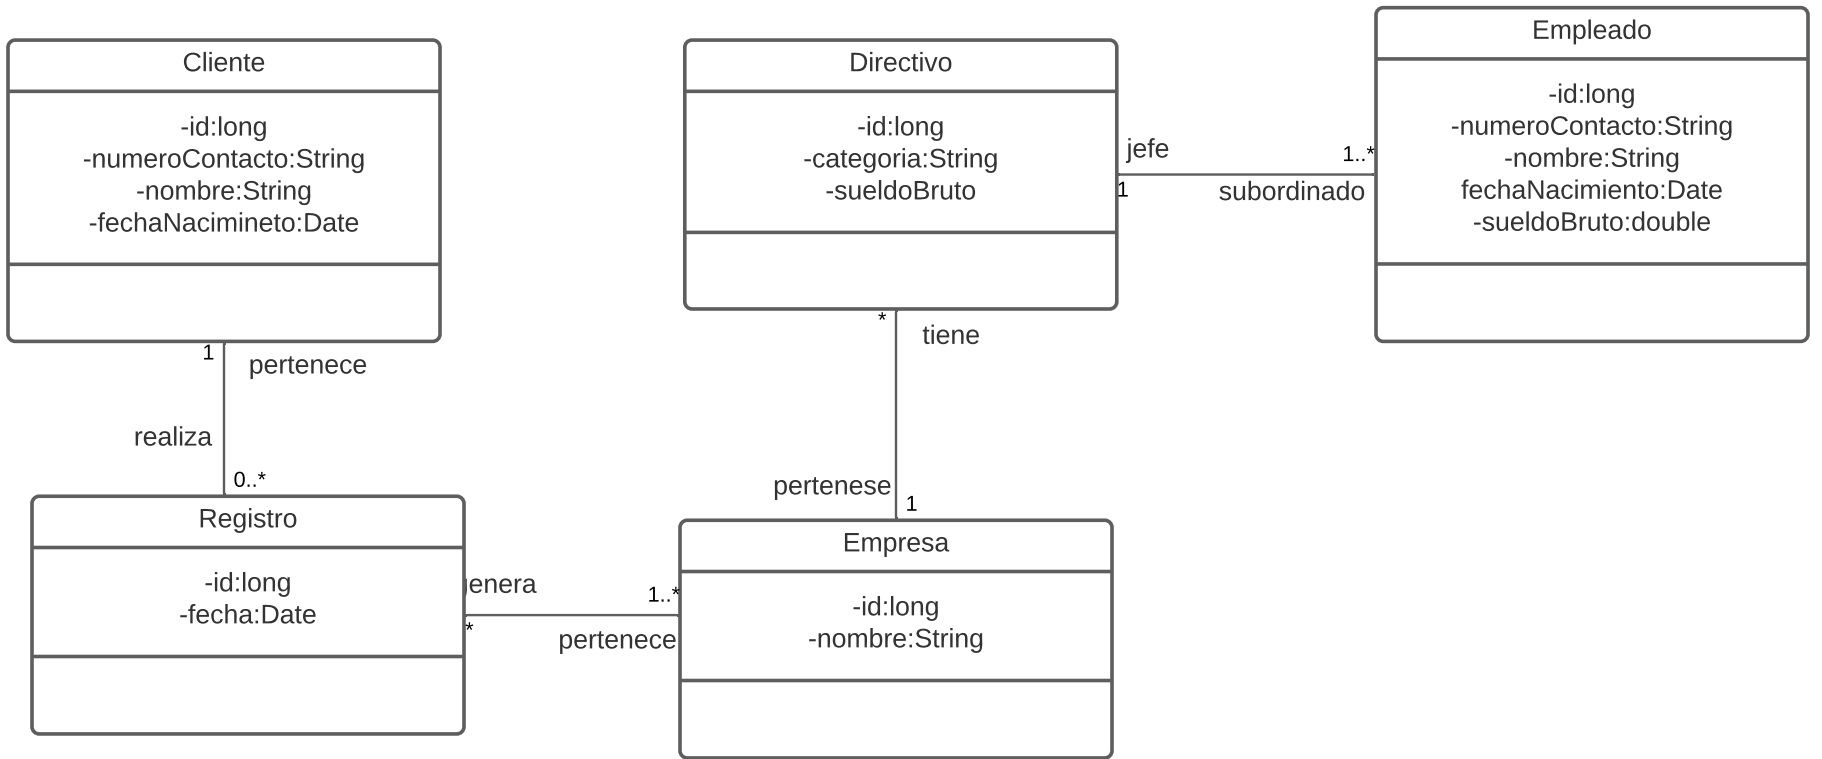 Cliente
-id:long
-numeroContacto:String
-nombre:String
-fechaNacimineto:Date
1
pertenece
realiza
0..*
Directivo
-id:long
-categoria:String
-sueldoBruto
jefe
1
1..*
subordinado
Empleado
-id:long
-numeroContacto:String
-nombre:String
fechaNacimiento:Date
-sueldoBruto:double
*
tiene
pertenese
1
Registro
-id:long
-fecha:Date
genera
*
1..*
pertenece
Empresa
-id:long
-nombre:String